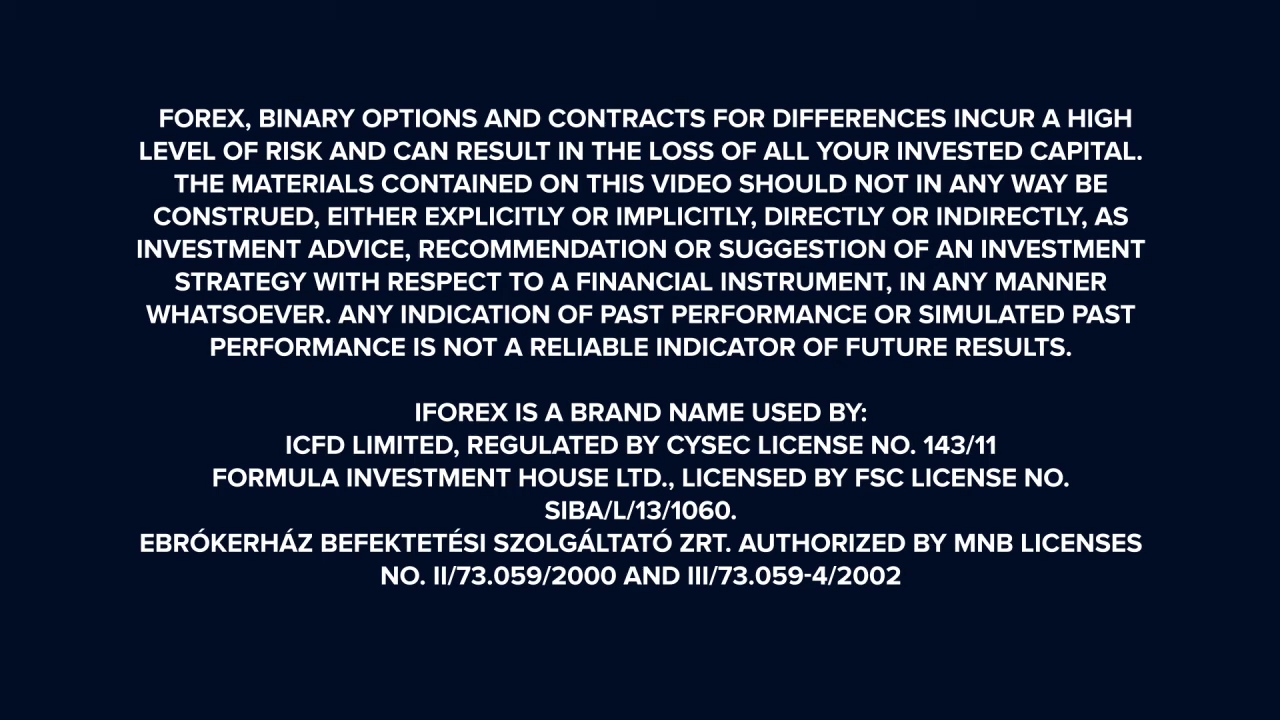 FOREX, BINARY OPTIONS AND CONTRACTS FOR DIFFERENCES INCUR A HIGH
LEVEL OF RISK AND CAN RESULT IN THE LOSS OF ALL YOUR INVESTED CAPITAL.
THE MATERIALS CONTAINED ON THIS VIDEO SHOULD NOT IN ANY WAY BE
CONSTRUED, EITHER EXPLICITLY OR IMPLICITLY, DIRECTLY OR INDIRECTLY, AS
INVESTMENT ADVICE, RECOMMENDATION OR SUGGESTION OF AN INVESTMENT
STRATEGY WITH RESPECT TO A FINANCIAL INSTRUMENT, IN ANY MANNER
WHATSOEVER. ANY INDICATION OF PAST PERFORMANCE OR SIMULATED PAST
PERFORMANCE IS NOT A RELIABLE INDICATOR OF FUTURE RESULTS.
IFOREX IS A BRAND NAME USED BY:
ICFD LIMITED, REGULATED BY CYSEC LICENSE NO. 143/11
FORMULA INVESTMENT HOUSE LTD., LICENSED BY FSC LICENSE NO.
SIBA/L/13/1060.
EBRÓKERHÁZ BEFEKTETÉSI SZOLGÁLTATÓ ZRT. AUTHORIZED BY MNB LICENSES
NO. II/73.059/2000 AND III/73.059-4/2002